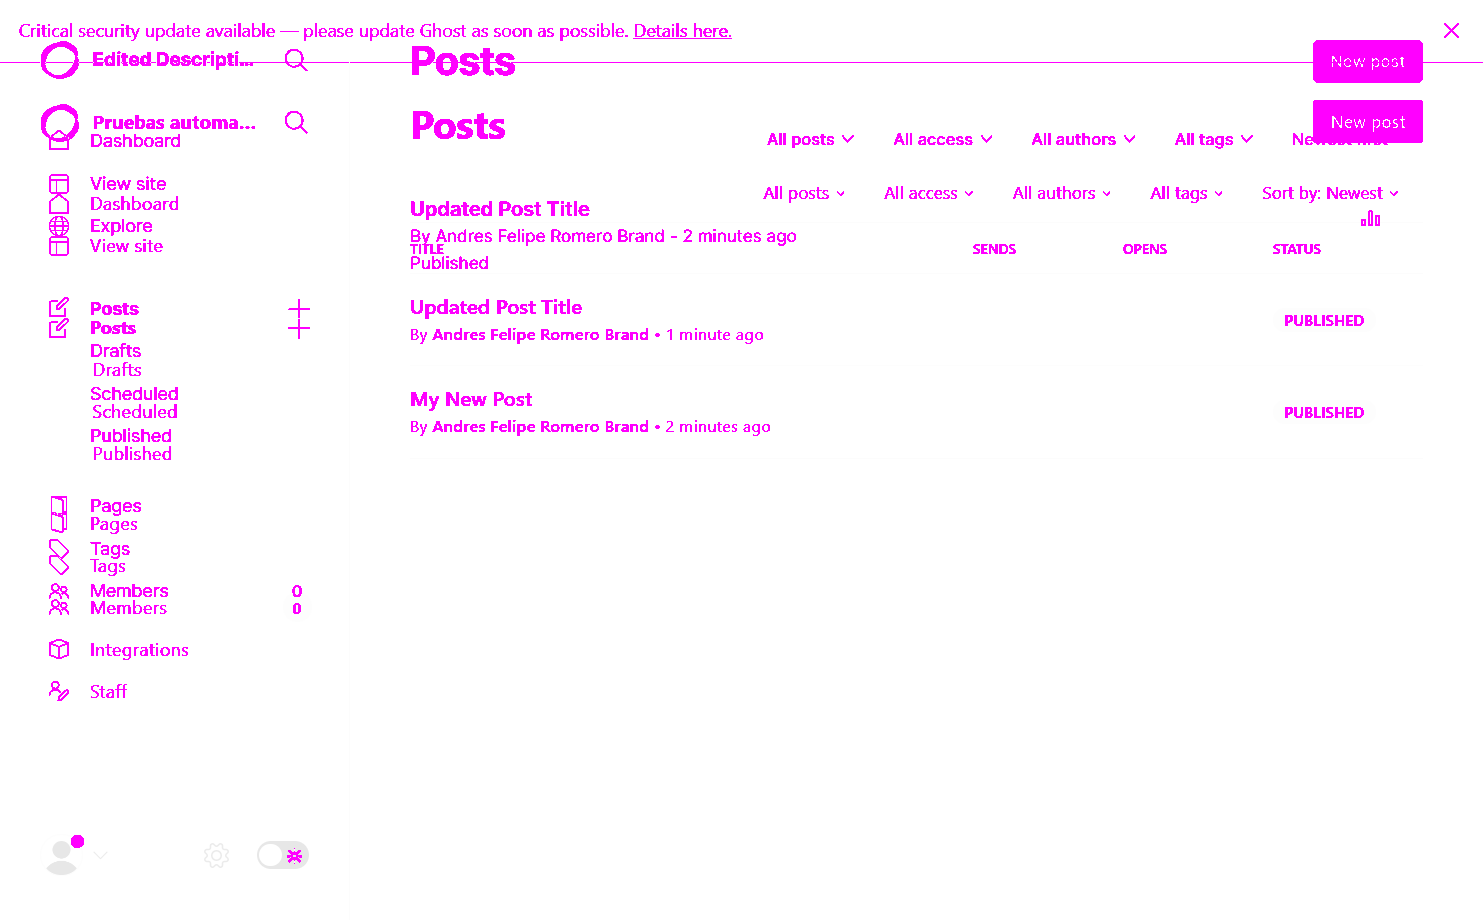 Critical security update available — please update Ghost as soon as possible. Details here.
Edited Descripti...
Posts
New post
Pruebas automa...
Posts
New post
Dashboard
All posts
All access
All authors
All tags
Newest first
View site
All posts
All access
All authors
All tags
Sort by: Newest
Dashboard
Updated Post Title
Explore
By Andres Felipe Romero Brand - 2 minutes ago
View site
TITLE
SENDS
OPENS
STATUS
Published
Posts
Updated Post Title
Posts
PUBLISHED
By Andres Felipe Romero Brand • 1 minute ago
Drafts
Drafts
Scheduled
My New Post
Scheduled
PUBLISHED
By Andres Felipe Romero Brand • 2 minutes ago
Published
Published
Pages
Pages
Tags
Tags
Members 0
Members 0
Integrations
Staff